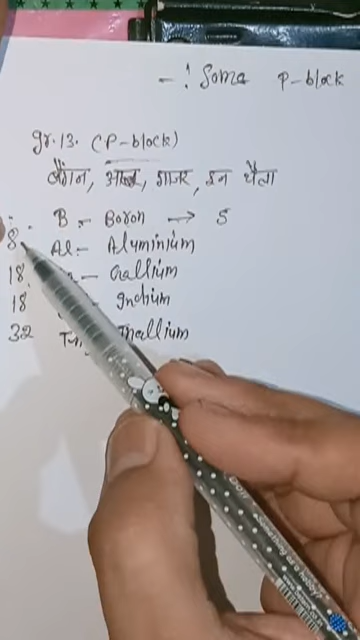 -: Some P-block
gr.13. (P-block)
बैंगन, आलू, गाजर, इन थैला
B - Boron → 5
8 Al - Aluminium
18 - Gallium
18 Indium
32 Thallium